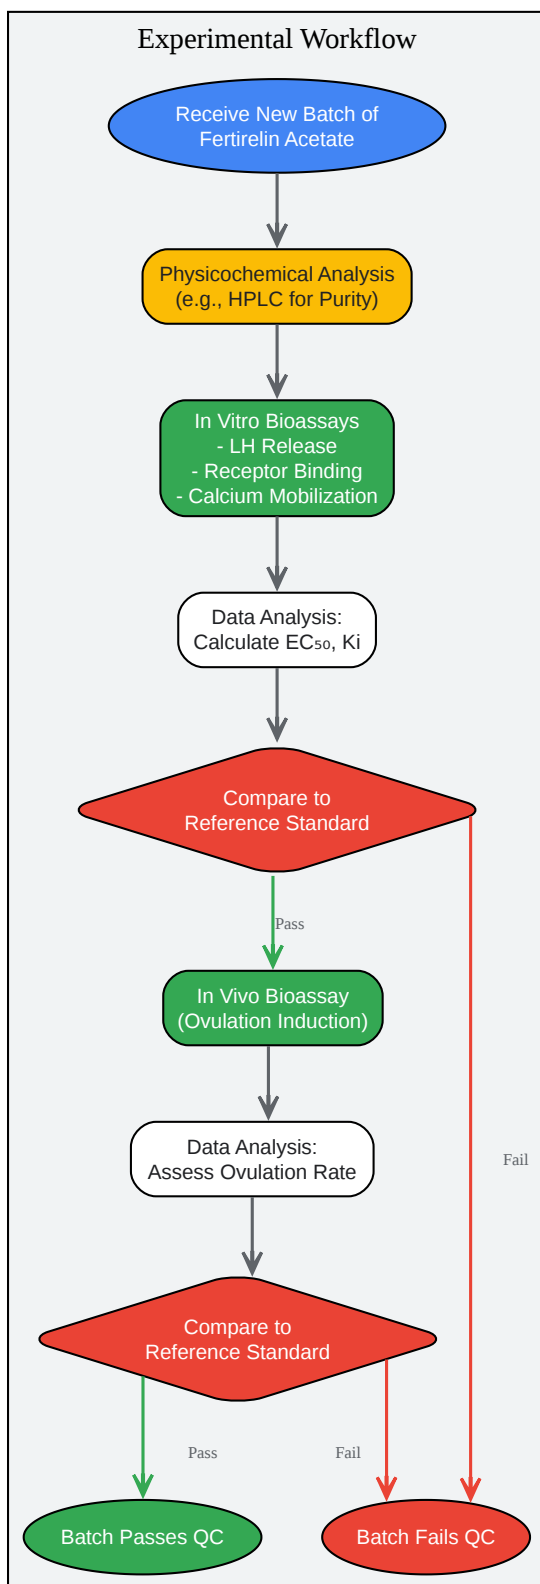 Experimental Workflow
Receive New Batch of
Fertirelin Acetate
Physicochemical Analysis
(e.g., HPLC for Purity)
In Vitro Bioassays
- LH Release
- Receptor Binding
- Calcium Mobilization
Data Analysis:
Calculate EC₅₀, Ki
Compare to
Reference Standard
Pass
In Vivo Bioassay
(Ovulation Induction)
Data Analysis:
Assess Ovulation Rate
Fail
Compare to
Reference Standard
Pass
Fail
Batch Passes QC
Batch Fails QC